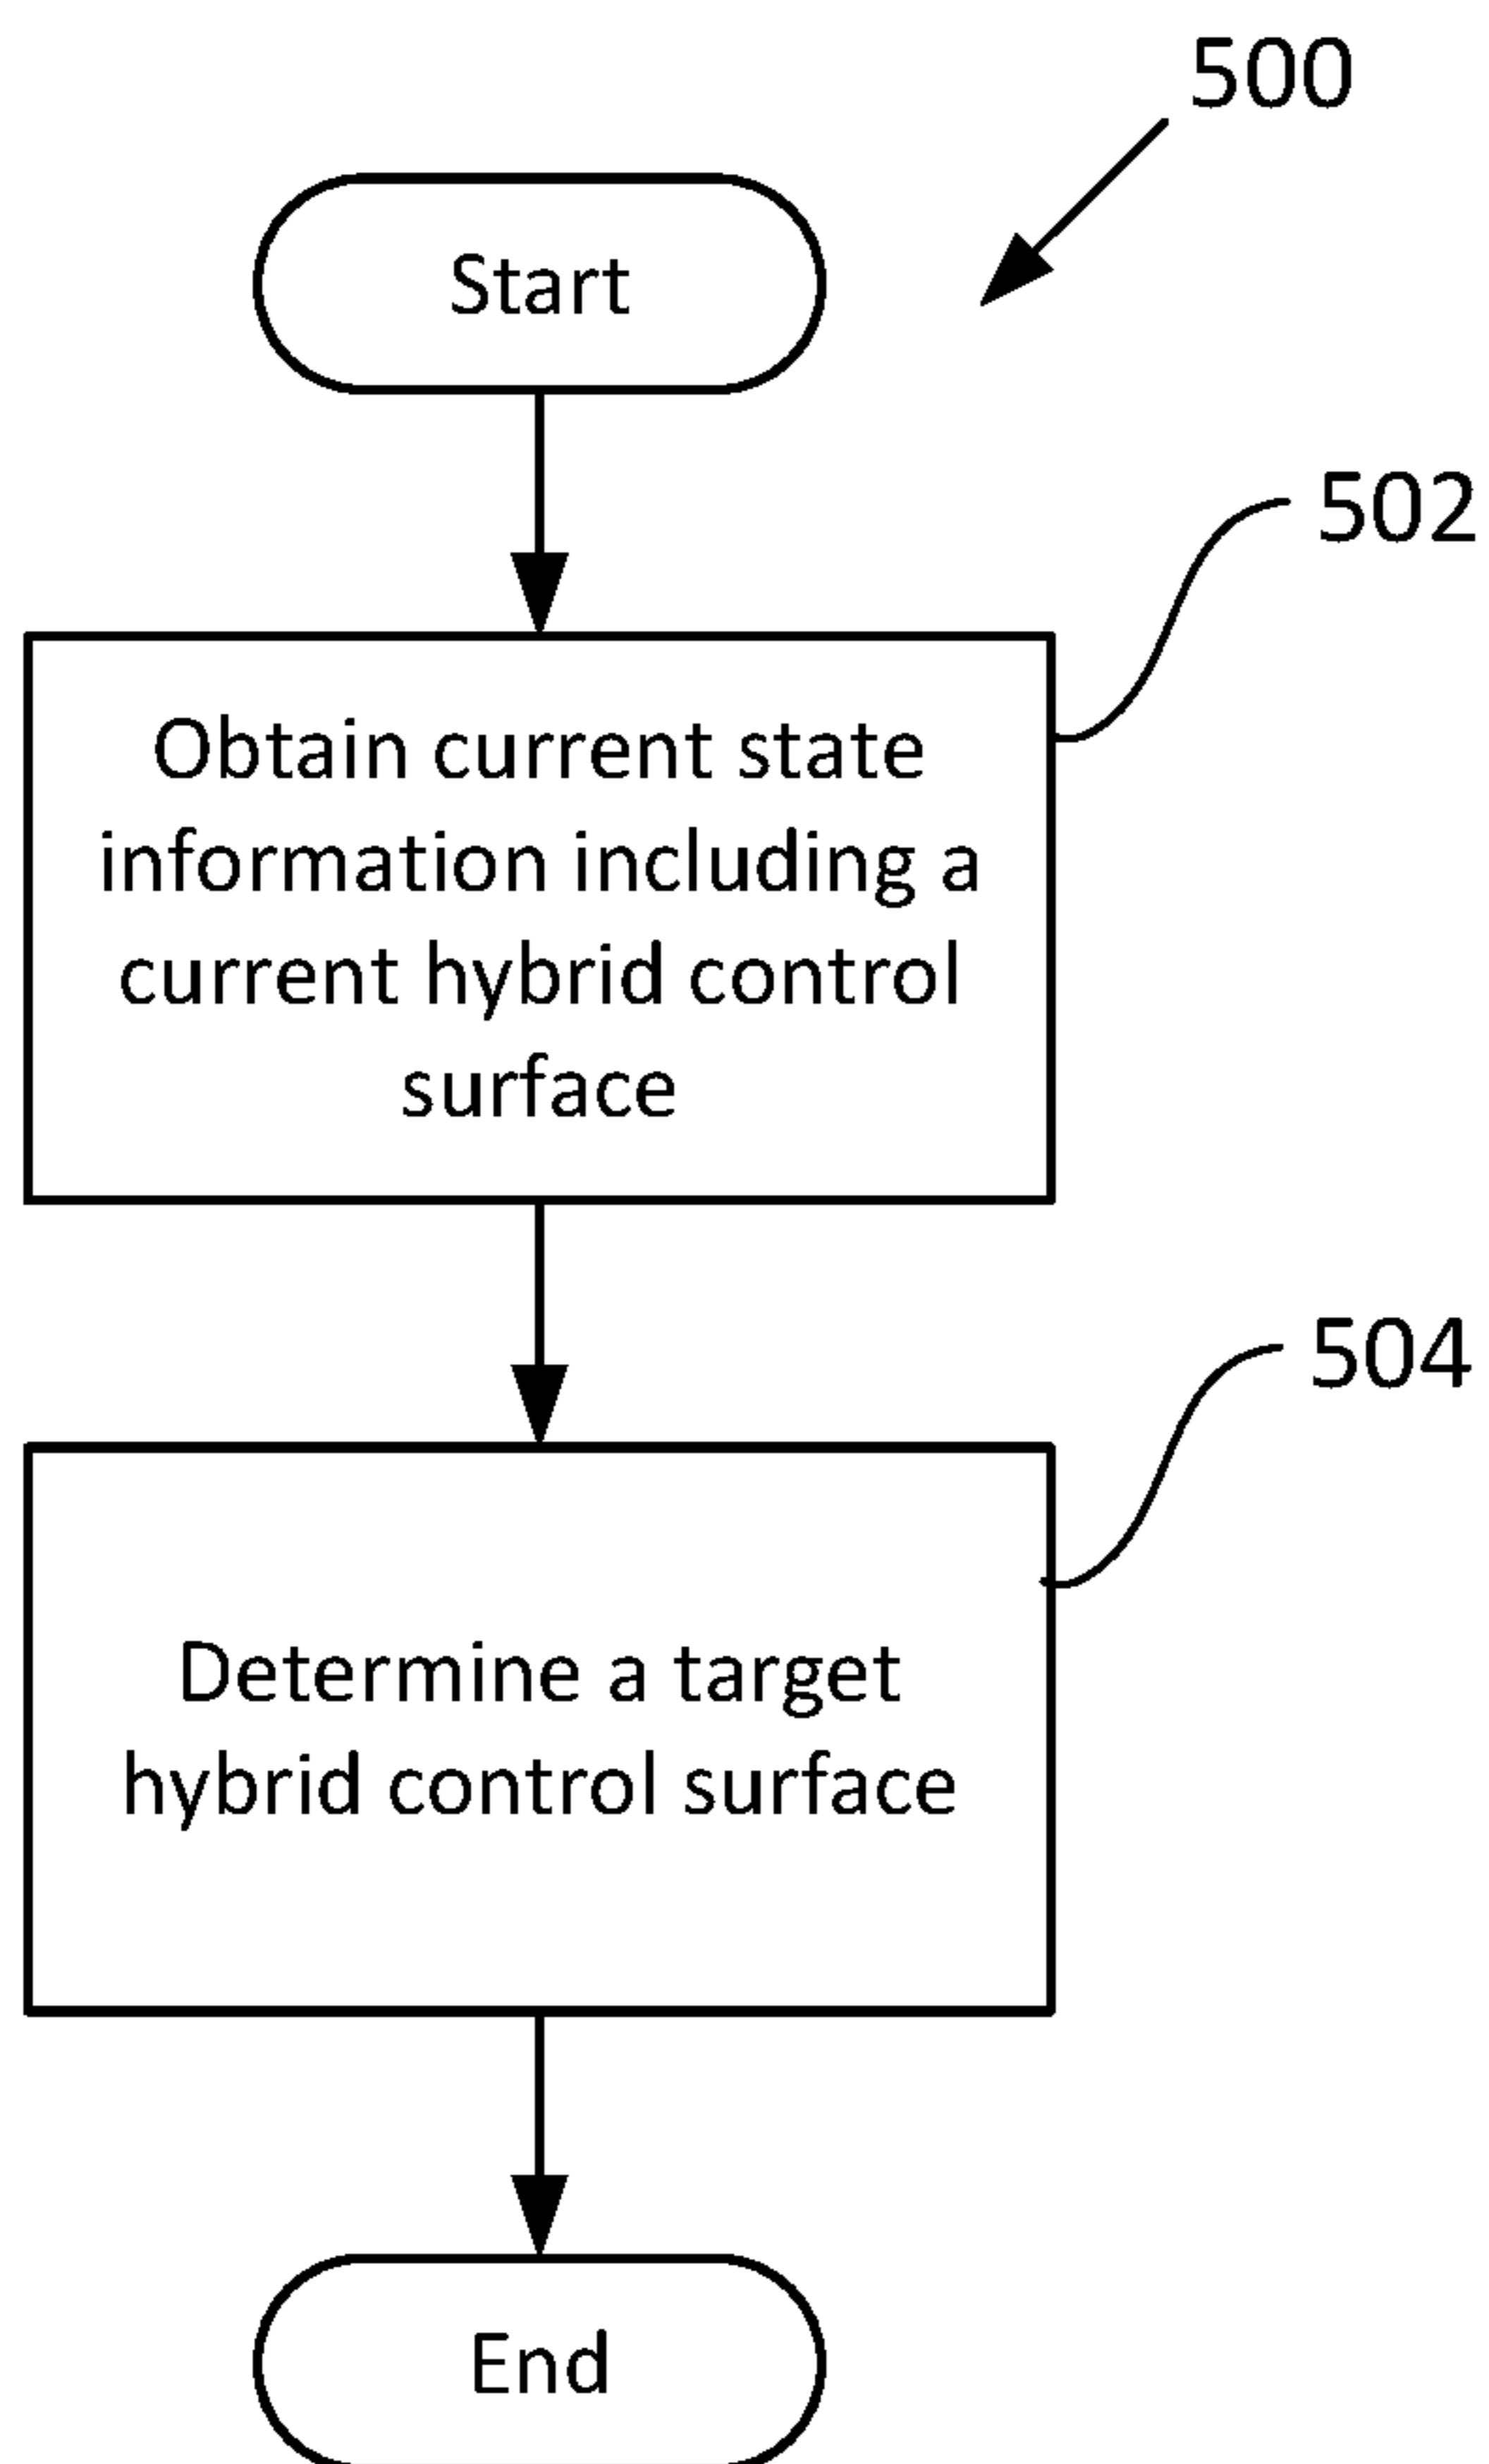 500
Start
502
Obtain current state
information including a
current hybrid control
surface
504
Determine a target
hybrid control surface
End